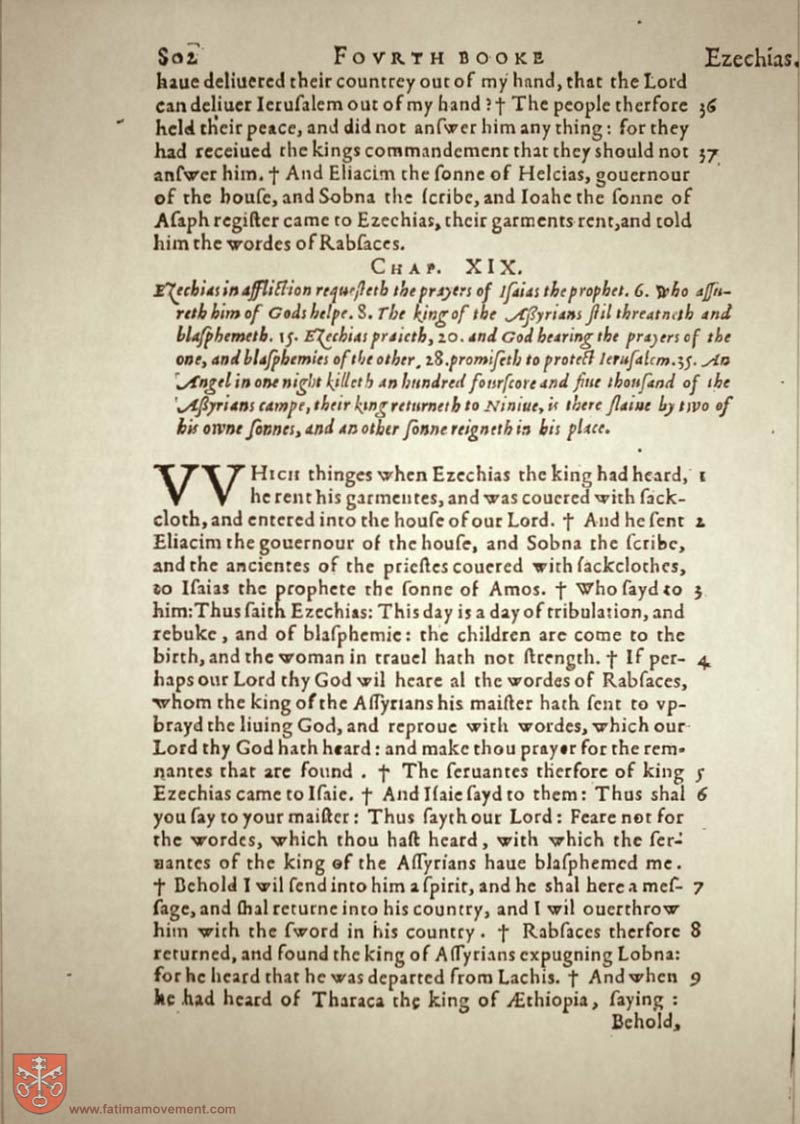 802 FOVRTH BOOKE Ezechias.
haue deliuered their countrey out of my hand, that the Lord
can deliuer Ieruſalem out of my hand? † The people therfore 36
held their peace, and did not anſwer him any thing: for they
had receiued the kings commandement that they should not 37
anſwer him. † And Eliacim the ſonne of Helcias, gouernour
of the houſe, and Sobna the ſcribe, and Ioahe the ſonne of
Aſaph regiſter came to Ezechias, their garments rent, and told
him the wordes of Rabſaces.
CHAP. XIX.
Ezechias in affliction requeſteth the prayers of Iſaias the prophet. 6. Who aſſu-
reth him of Gods helpe. 8. The king of the Aßyrians ſtil threatneth and
blaſphemeth. 15. Ezechias praieth, 20. and God hearing the prayers of the
one, and blaſphemies of the other, 28. promiſeth to protect Ieruſalem. 35. An
Angel in one night killeth an hundred fourſcore and fiue thouſand of the
Aßyrians campe, their king returneth to Niniue, is there ſlaine by two of
his owne ſonnes, and an other ſonne reigneth in his place.
VVHICH thinges when Ezechias the king had heard, 1
he rent his garmentes, and was couered with ſack-
cloth, and entered into the houſe of our Lord. † And he ſent 2
Eliacim the gouernour of the houſe, and Sobna the ſcribe,
and the ancientes of the prieſtes couered with ſackclothes,
to Iſaias the prophete the ſonne of Amos. † Who ſayd to 3
him: Thus ſaith Ezechias: This day is a day of tribulation, and
rebuke, and of blaſphemie: the children are come to the
birth, and the woman in trauel hath not ſtrength. † If per- 4
haps our Lord thy God wil heare al the wordes of Rabſaces,
whom the king of the Aſſyrians his maiſter hath ſent to vp-
brayd the liuing God, and reproue with wordes, which our
Lord thy God hath heard: and make thou prayer for the rem-
nantes that are found. † The ſeruantes therfore of king 5
Ezechias came to Iſaie. † And Iſaie ſayd to them: Thus shal 6
you ſay to your maiſter: Thus ſayth our Lord: Feare not for
the wordes, which thou haſt heard, with which the ſer-
uantes of the king of the Aſſyrians haue blaſphemed me.
† Behold I wil ſend into him a ſpirit, and he shal here a meſ- 7
ſage, and shal returne into his country, and I wil ouerthrow
him with the ſword in his country. † Rabſaces therfore 8
returned, and found the king of Aſſyrians expugning Lobna:
for he heard that he was departed from Lachis. † And when 9
he had heard of Tharaca the king of Æthiopia, ſaying:
Behold,
www.fatimamovement.com